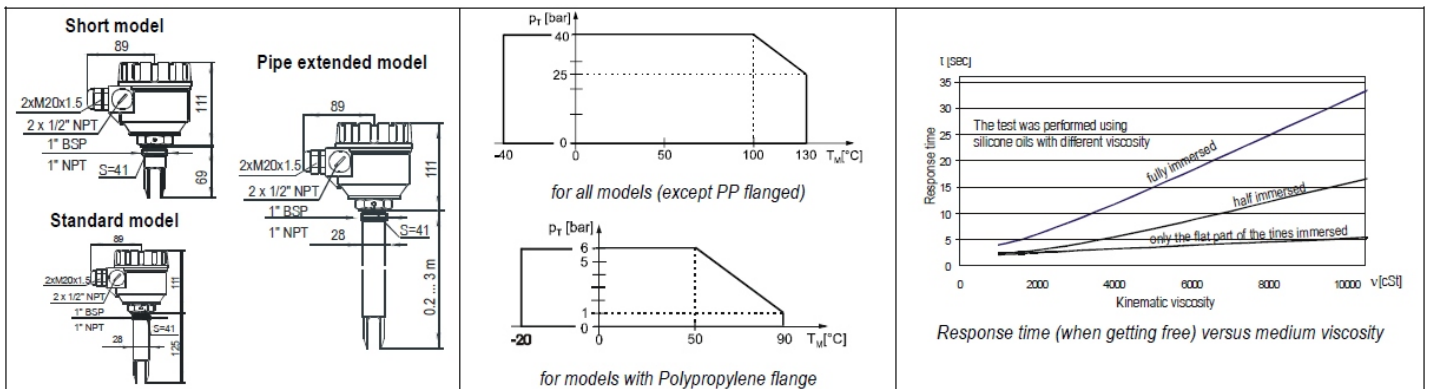 Short model
89
2xM20x1.5
2 x 1/2" NPT
1" BSP
1" NPT
S=41
111
69
Standard model
89
2xM20x1.5
2 x 1/2" NPT
1" BSP
1" NPT
S=41
28
111
125
Pipe extended model
89
2xM20x1.5
2 x 1/2" NPT
1" BSP
1" NPT
S=41
28
111
0,2 ... 3 m
pT [bar]
40
25
0
-40
0
50
100
130
TM[°C]
for all models (except PP flanged)
pT [bar]
6
5
1
0
-20
0
50
90
TM[°C]
for models with Polypropylene flange
t [sec]
35
30
25
20
15
10
5
0
Response time
The test was performed using
silicone oils with different viscosity
fully immersed
half immersed
only the flat part of the tines immersed
0
2000
4000
6000
8000
10000
ν[cSt]
Kinematic viscosity
Response time (when getting free) versus medium viscosity